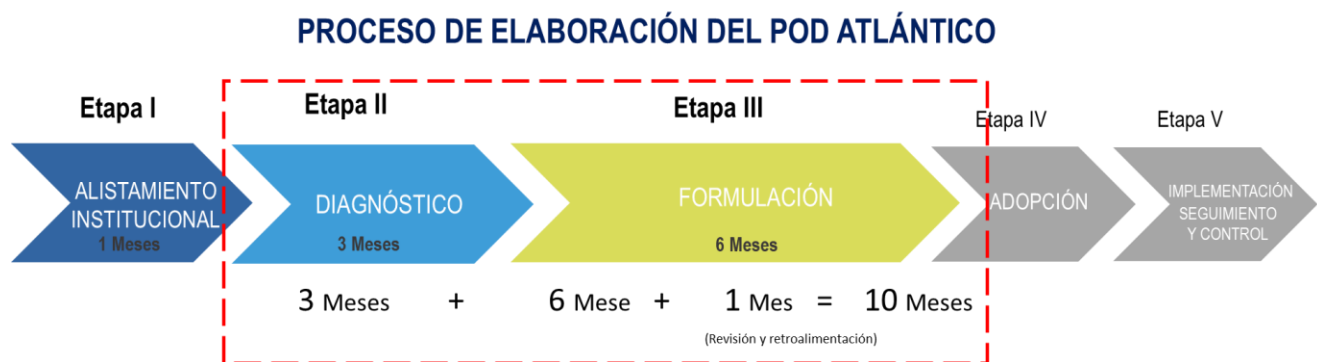 PROCESO DE ELABORACIÓN DEL POD ATLÁNTICO
Etapa I
Etapa II
Etapa III
Etapa IV
Etapa V
ALISTAMIENTO
INSTITUCIONAL
1 Meses
DIAGNÓSTICO
3 Meses
FORMULACIÓN
6 Meses
ADOPCIÓN
IMPLEMENTACIÓN
SEGUIMIENTO
Y CONTROL
3 Meses + 6 Mese + 1 Mes = 10 Meses
(Revisión y retroalimentación)